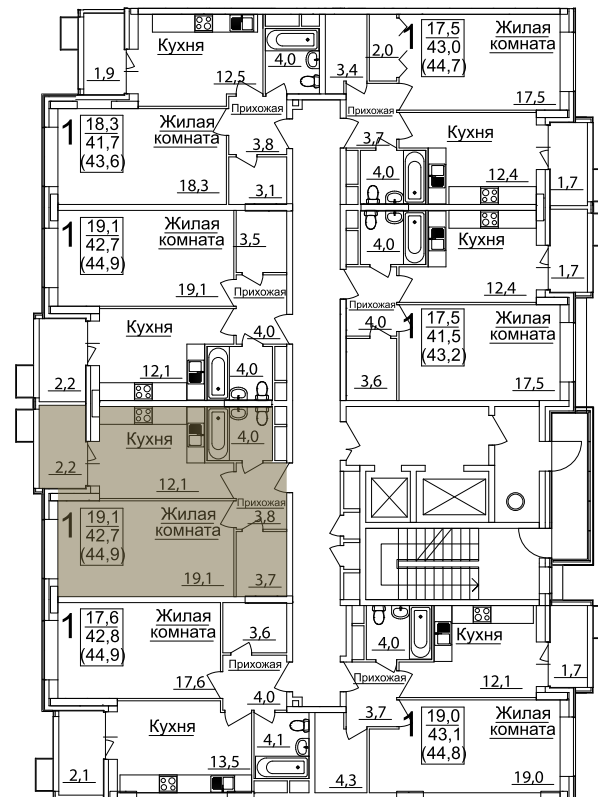 Кухня
1,9
12,5
4,0
3,4
2,0
1
17,5
43,0
(44,7)
Жилая
комната
17,5
Прихожая
3,8
3,1
1
18,3
41,7
(43,6)
Жилая
комната
18,3
Прихожая
3,7
4,0
Кухня
12,4
1,7
1
19,1
42,7
(44,9)
Жилая
комната
19,1
3,5
Прихожая
4,0
4,0
Кухня
12,4
1,7
Прихожая
4,0
3,6
1
17,5
41,5
(43,2)
Жилая
комната
17,5
Кухня
12,1
4,0
2,2
Кухня
12,1
4,0
2,2
Прихожая
3,8
3,7
1
19,1
42,7
(44,9)
Жилая
комната
19,1
1
17,6
42,8
(44,9)
Жилая
комната
17,6
3,6
Прихожая
4,0
4,0
Кухня
12,1
1,7
Прихожая
3,7
1
19,0
43,1
(44,8)
Жилая
комната
19,0
Кухня
13,5
2,1
4,1
4,3